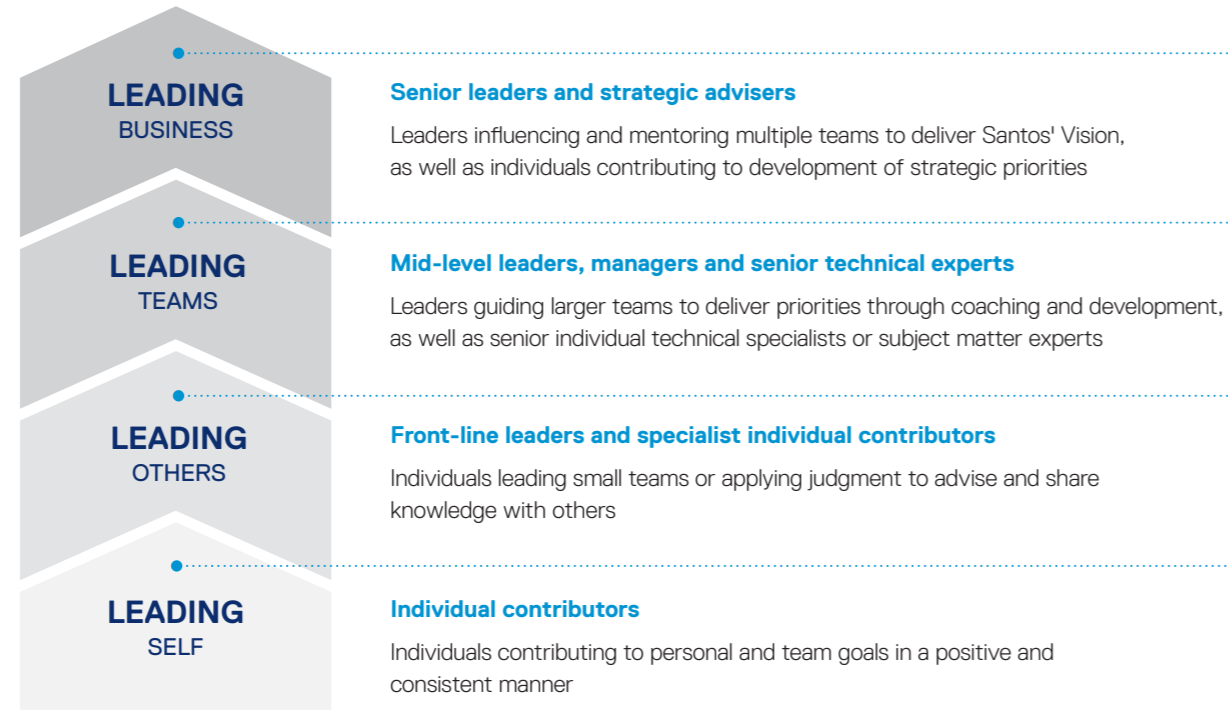 LEADING
BUSINESS
Senior leaders and strategic advisers
Leaders influencing and mentoring multiple teams to deliver Santos' Vision,
as well as individuals contributing to development of strategic priorities
LEADING
TEAMS
Mid-level leaders, managers and senior technical experts
Leaders guiding larger teams to deliver priorities through coaching and development,
as well as senior individual technical specialists or subject matter experts
LEADING
OTHERS
Front-line leaders and specialist individual contributors
Individuals leading small teams or applying judgment to advise and share
knowledge with others
LEADING
SELF
Individual contributors
Individuals contributing to personal and team goals in a positive and
consistent manner